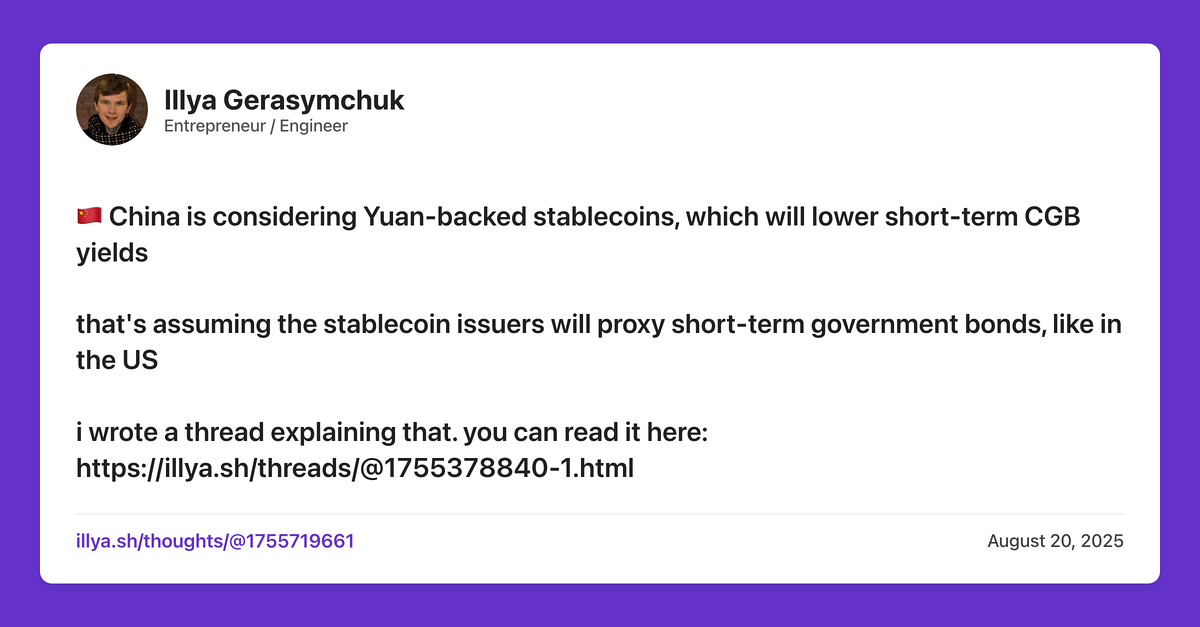 Illya Gerasymchuk
Entrepreneur / Engineer
🇨🇳 China is considering Yuan-backed stablecoins, which will lower short-term CGB
yields
that's assuming the stablecoin issuers will proxy short-term government bonds, like in
the US
i wrote a thread explaining that. you can read it here:
https://illya.sh/threads/@1755378840-1.html
illya.sh/thoughts/@1755719661
August 20, 2025